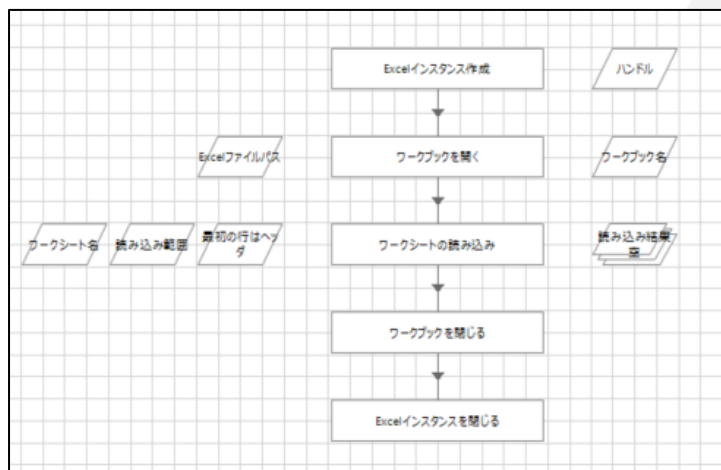 Excelインスタンス作成
ハンドル
Excelファイルパス
ワークブックを開く
ワークブック名
ワークシート名
読み込み範囲
最初の行はヘッ
ダ
ワークシートの読み込み
読み込み結果
空
ワークブックを閉じる
Excelインスタンスを閉じる